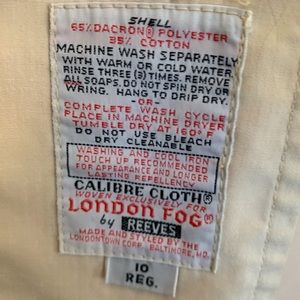 SHELL
65% DACRON® POLYESTER
35% COTTON
MACHINE WASH SEPARATELY
WITH WARM OR COLD WATER.
RINSE THREE (3) TIMES. REMOVE
ALL SOAPS. DO NOT SPIN DRY OR
WRING. HANG TO DRIP DRY.
-OR-
COMPLETE WASH CYCLE
PLACE IN MACHINE DRYER
TUMBLE DRY AT 160° F
DO NOT USE BLEACH
DRY CLEANABLE
WASHING AND COOL IRON
TOUCH UP RECOMMENDED
FOR APPEARANCE AND LONGER
LASTING REPELLENCY
CALIBRE CLOTH®
WOVEN EXCLUSIVELY FOR
LONDON FOG®
by REEVES
MADE AND STYLED BY THE
LONDONTOWN CORP. BALTIMORE, MD.
10
REG.